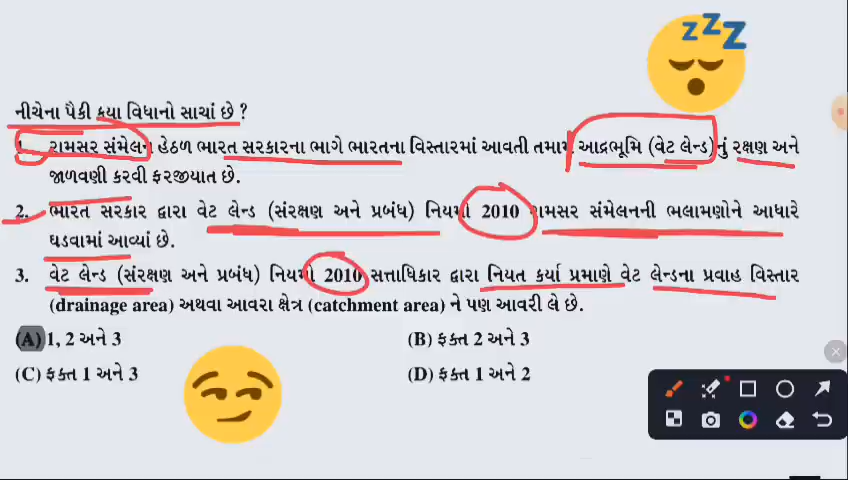 નીચેના પૈકી કયા વિધાનો સાચાં છે ?
1. રામસર સંમેલન હેઠળ ભારત સરકારના ભાગે ભારતના વિસ્તારમાં આવતી તમામ આદ્રભૂમિ (વેટ લેન્ડ)નું રક્ષણ અને
જાળવણી કરવી ફરજીયાત છે.
2. ભારત સરકાર દ્વારા વેટ લેન્ડ (સંરક્ષણ અને પ્રબંધ) નિયમો 2010 રામસર સંમેલનની ભલામણોને આધારે
ઘડવામાં આવ્યાં છે.
3. વેટ લેન્ડ (સંરક્ષણ અને પ્રબંધ) નિયમો 2010 સત્તાધિકાર દ્વારા નિયત કર્યા પ્રમાણે વેટ લેન્ડના પ્રવાહ વિસ્તાર
(drainage area) અથવા આવરા ક્ષેત્ર (catchment area) ને પણ આવરી લે છે.
(A) 1, 2 અને 3 (B) ફક્ત 2 અને 3
(C) ફક્ત 1 અને 3 (D) ફક્ત 1 અને 2